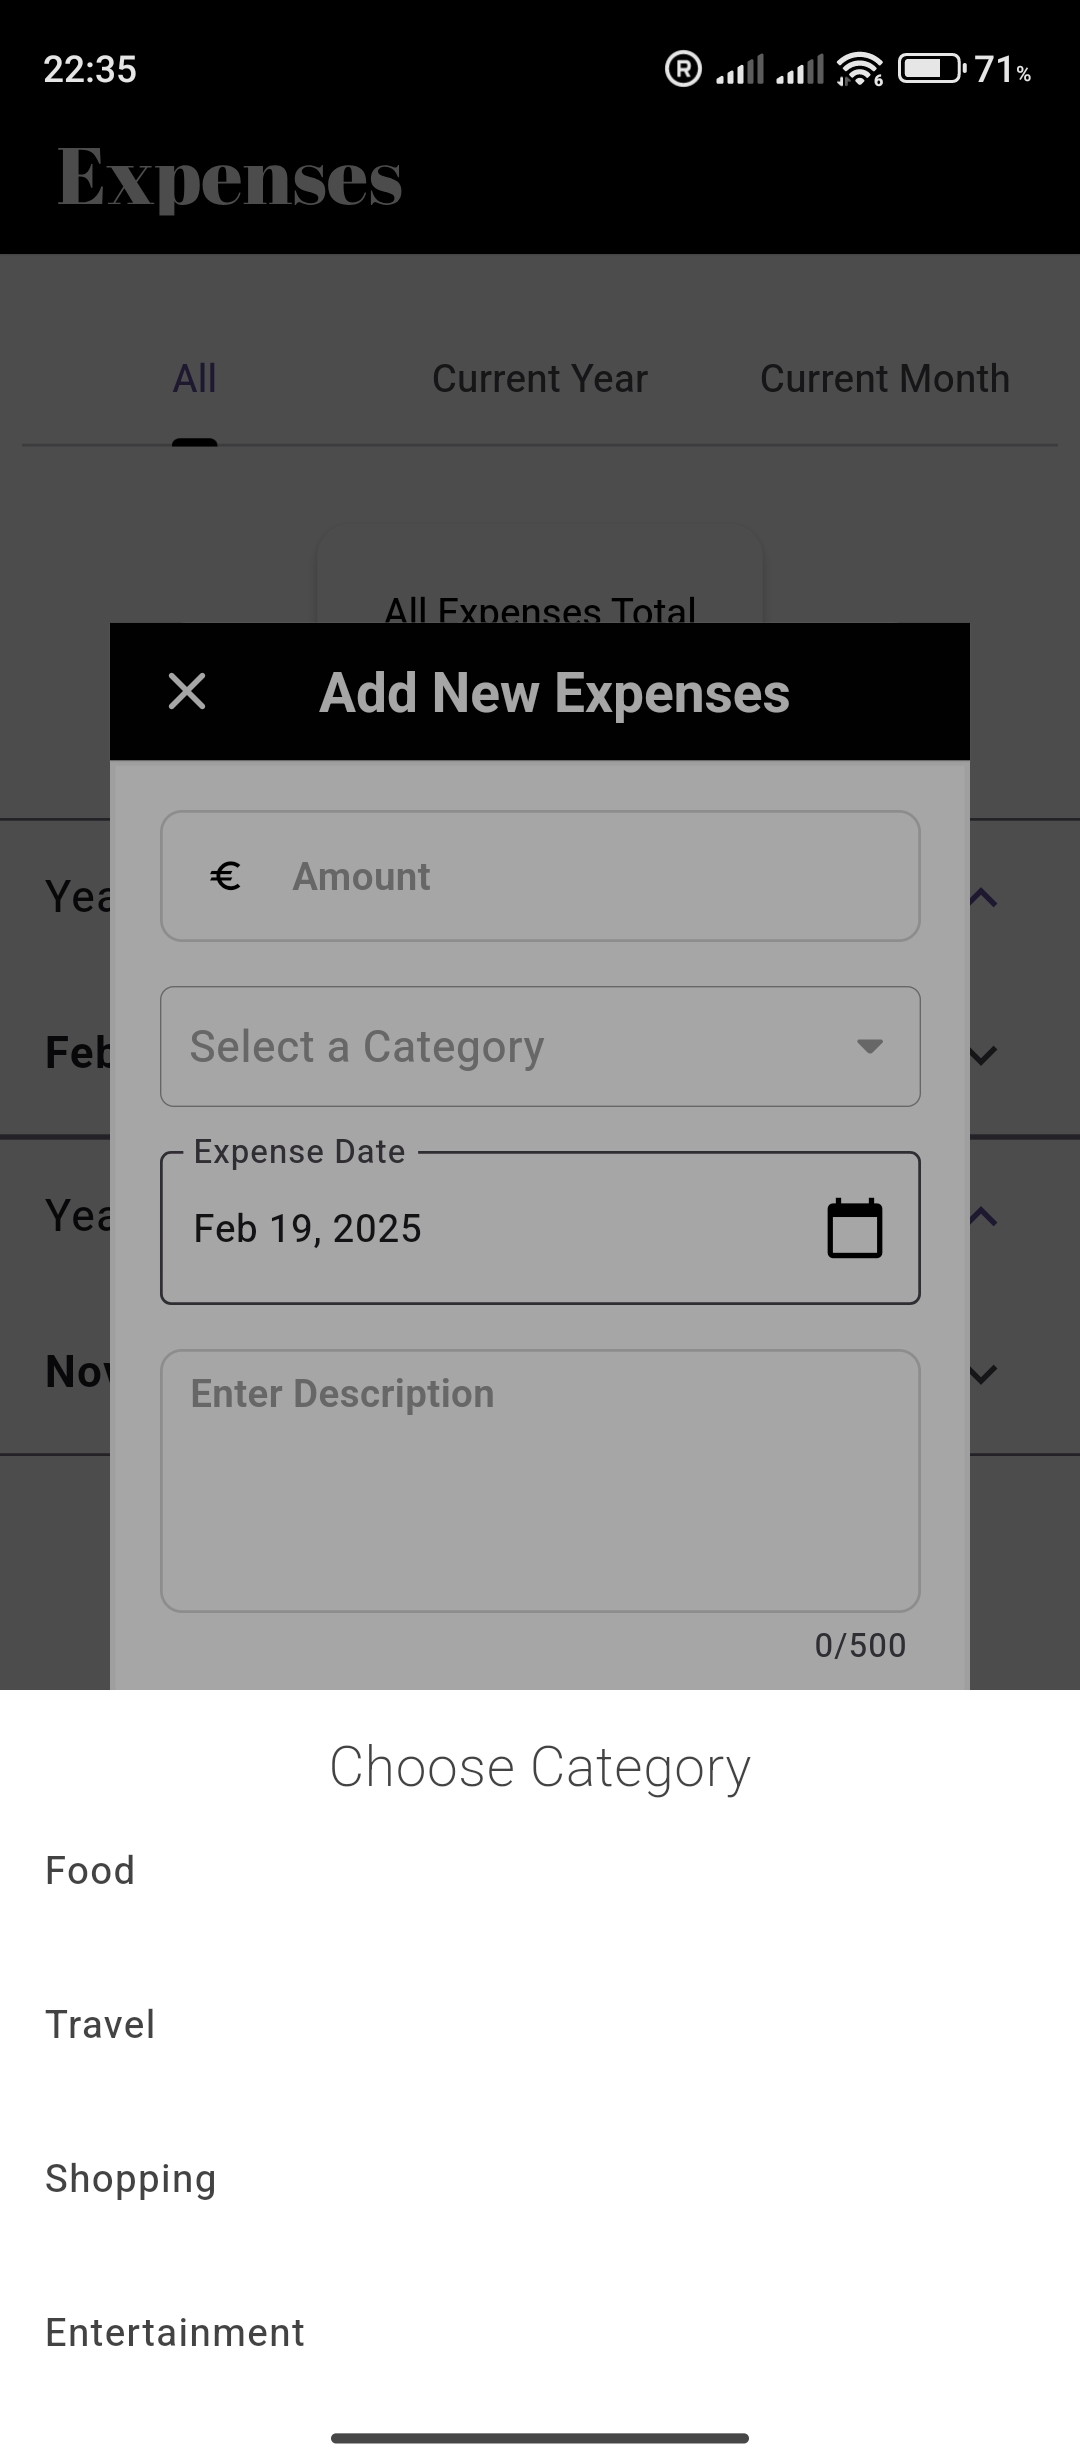 22:35 R 6 71%
Expenses
All Current Year Current Month
All Expenses Total
Add New Expenses
€ Amount
Yea
Select a Category
Feb
Expense Date
Feb 19, 2025
Yea
Enter Description
Nov
0/500
Choose Category
Food
Travel
Shopping
Entertainment